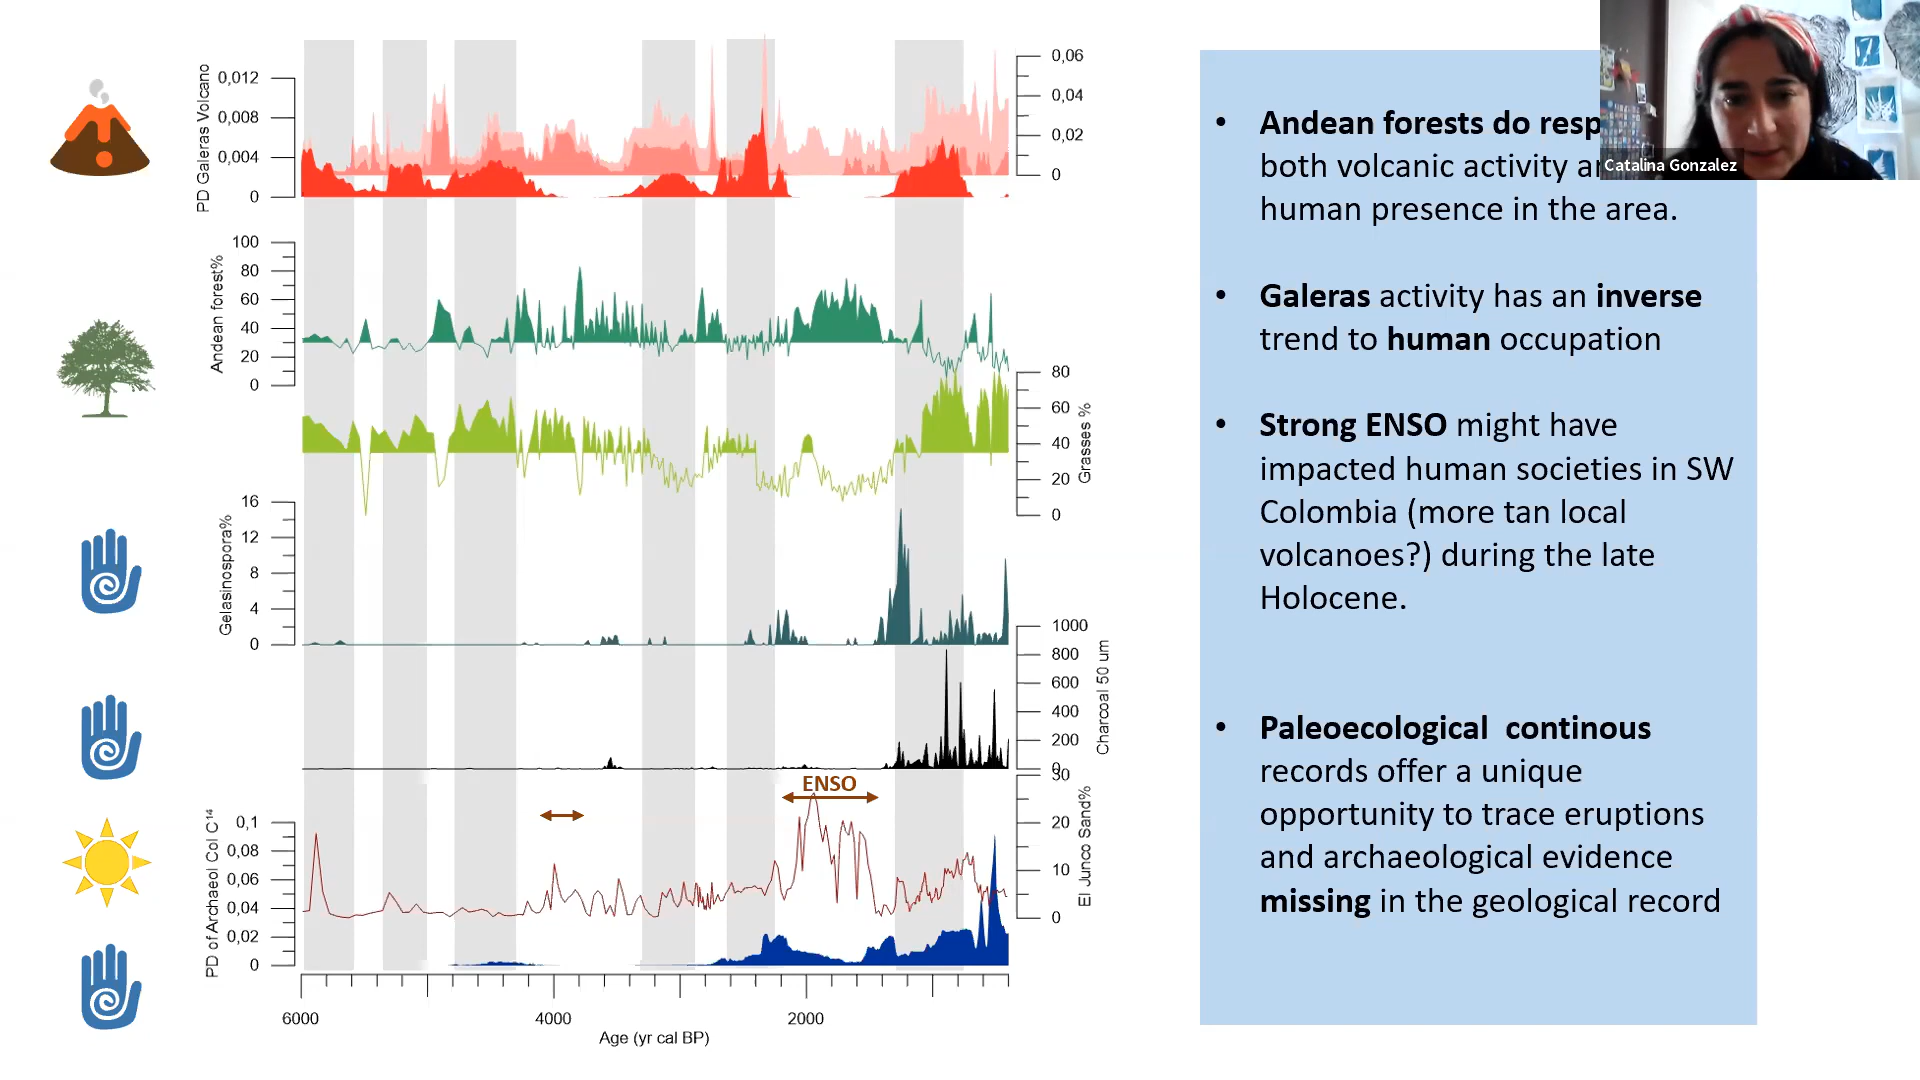 PD Galeras Volcano
0,012
0,008
0,004
0
0,06
0,04
0,02
0
Andean forest%
100
80
60
40
20
0
Grasses %
80
60
40
20
0
Gelasinospora%
16
12
8
4
0
Charcoal 50 um
1000
800
600
400
200
0
ENSO
El Junco Sand%
30
20
10
0
PD of Archaeol Col C¹⁴
0,1
0,08
0,06
0,04
0,02
0
6000
4000
2000
Age (yr cal BP)
• Andean forests do resp
both volcanic activity a
human presence in the area.
• Galeras activity has an inverse
trend to human occupation
• Strong ENSO might have
impacted human societies in SW
Colombia (more tan local
volcanoes?) during the late
Holocene.
• Paleoecological continous
records offer a unique
opportunity to trace eruptions
and archaeological evidence
missing in the geological record
Catalina Gonzalez